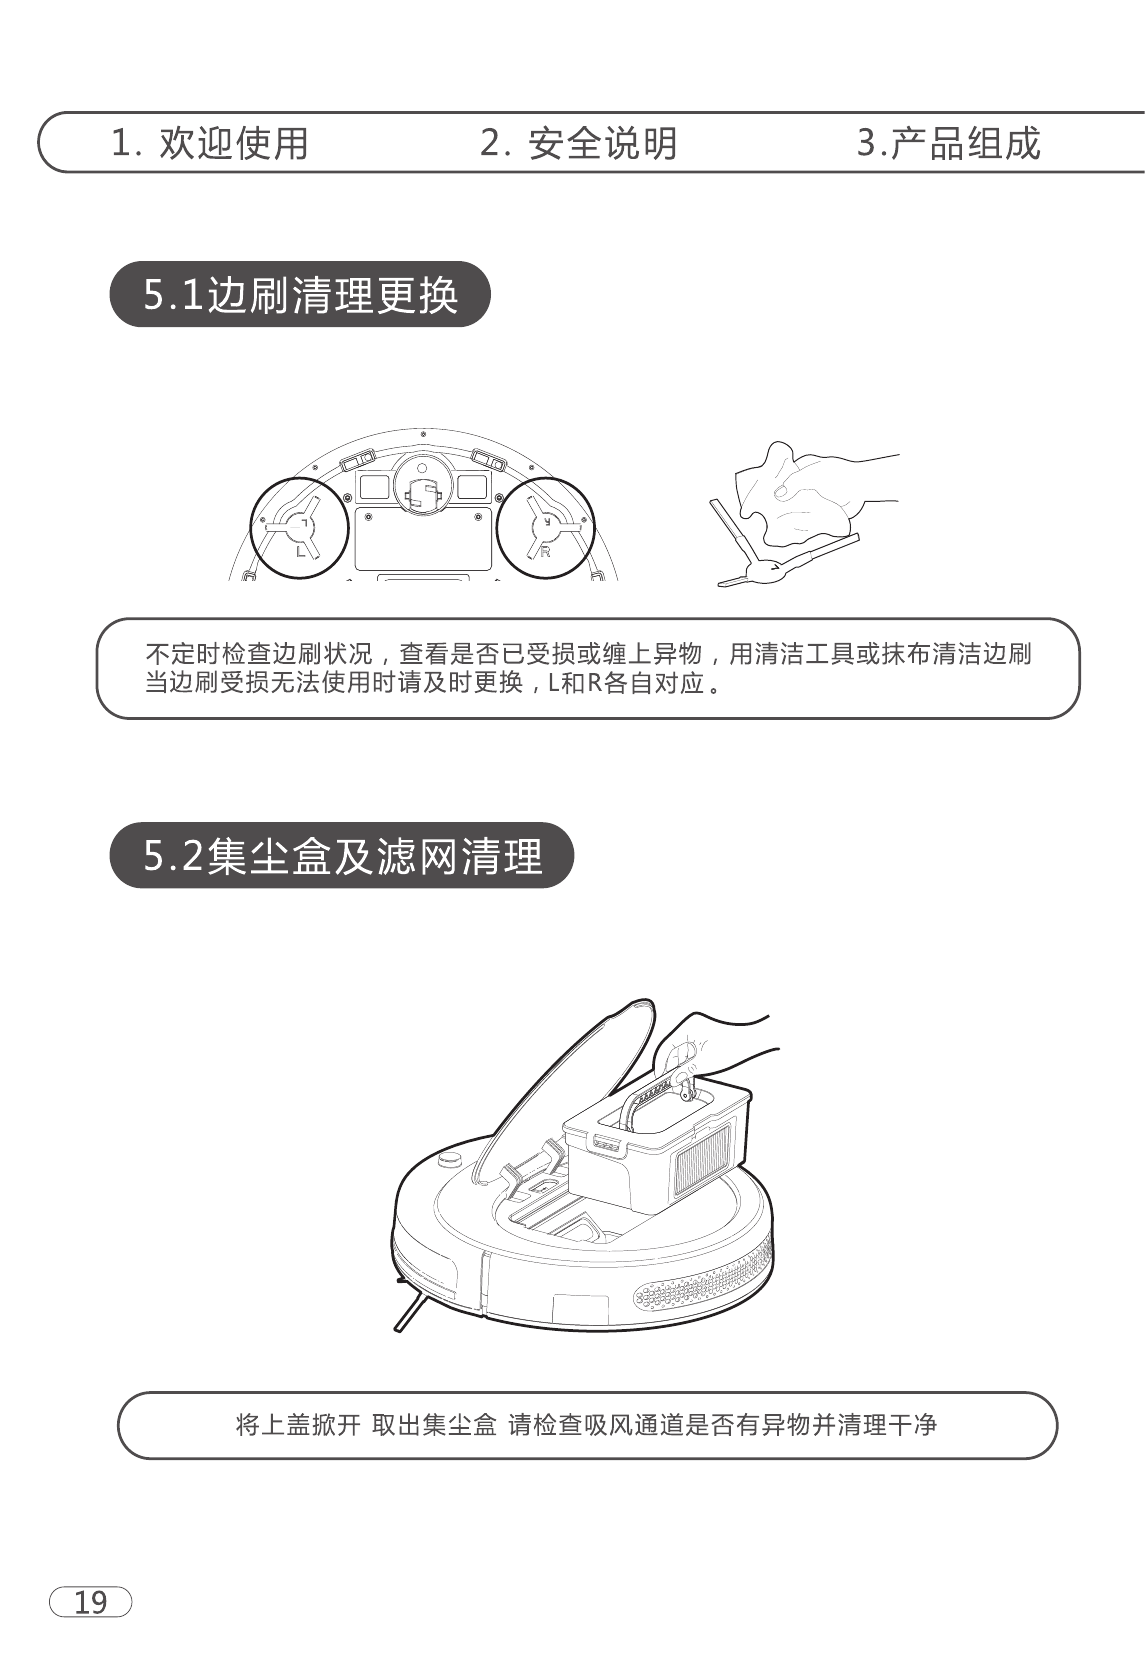 1. 欢迎使用 2. 安全说明 3.产品组成
5.1边刷清理更换
L R
不定时检查边刷状况，查看是否已受损或缠上异物，用清洁工具或抹布清洁边刷
当边刷受损无法使用时请及时更换，L和R各自对应。
5.2集尘盒及滤网清理
将上盖掀开 取出集尘盒 请检查吸风通道是否有异物并清理干净
19